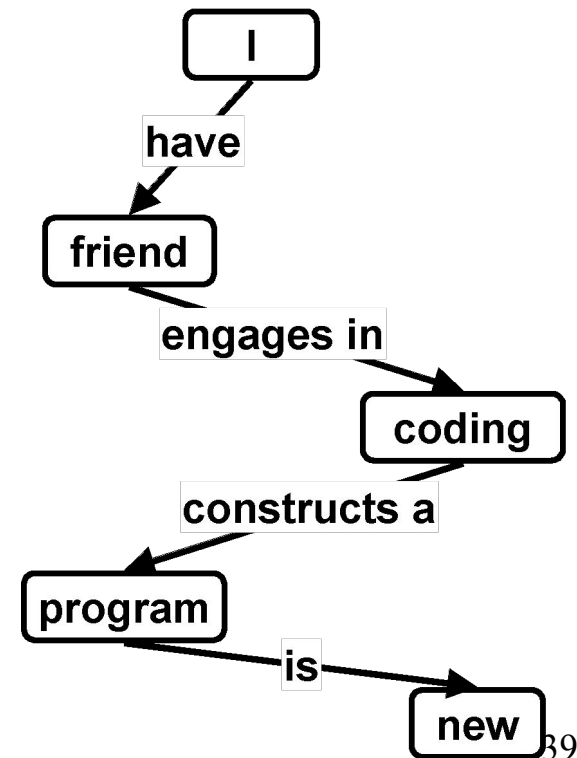 I
have
friend
engages in
coding
constructs a
program
is
new
39